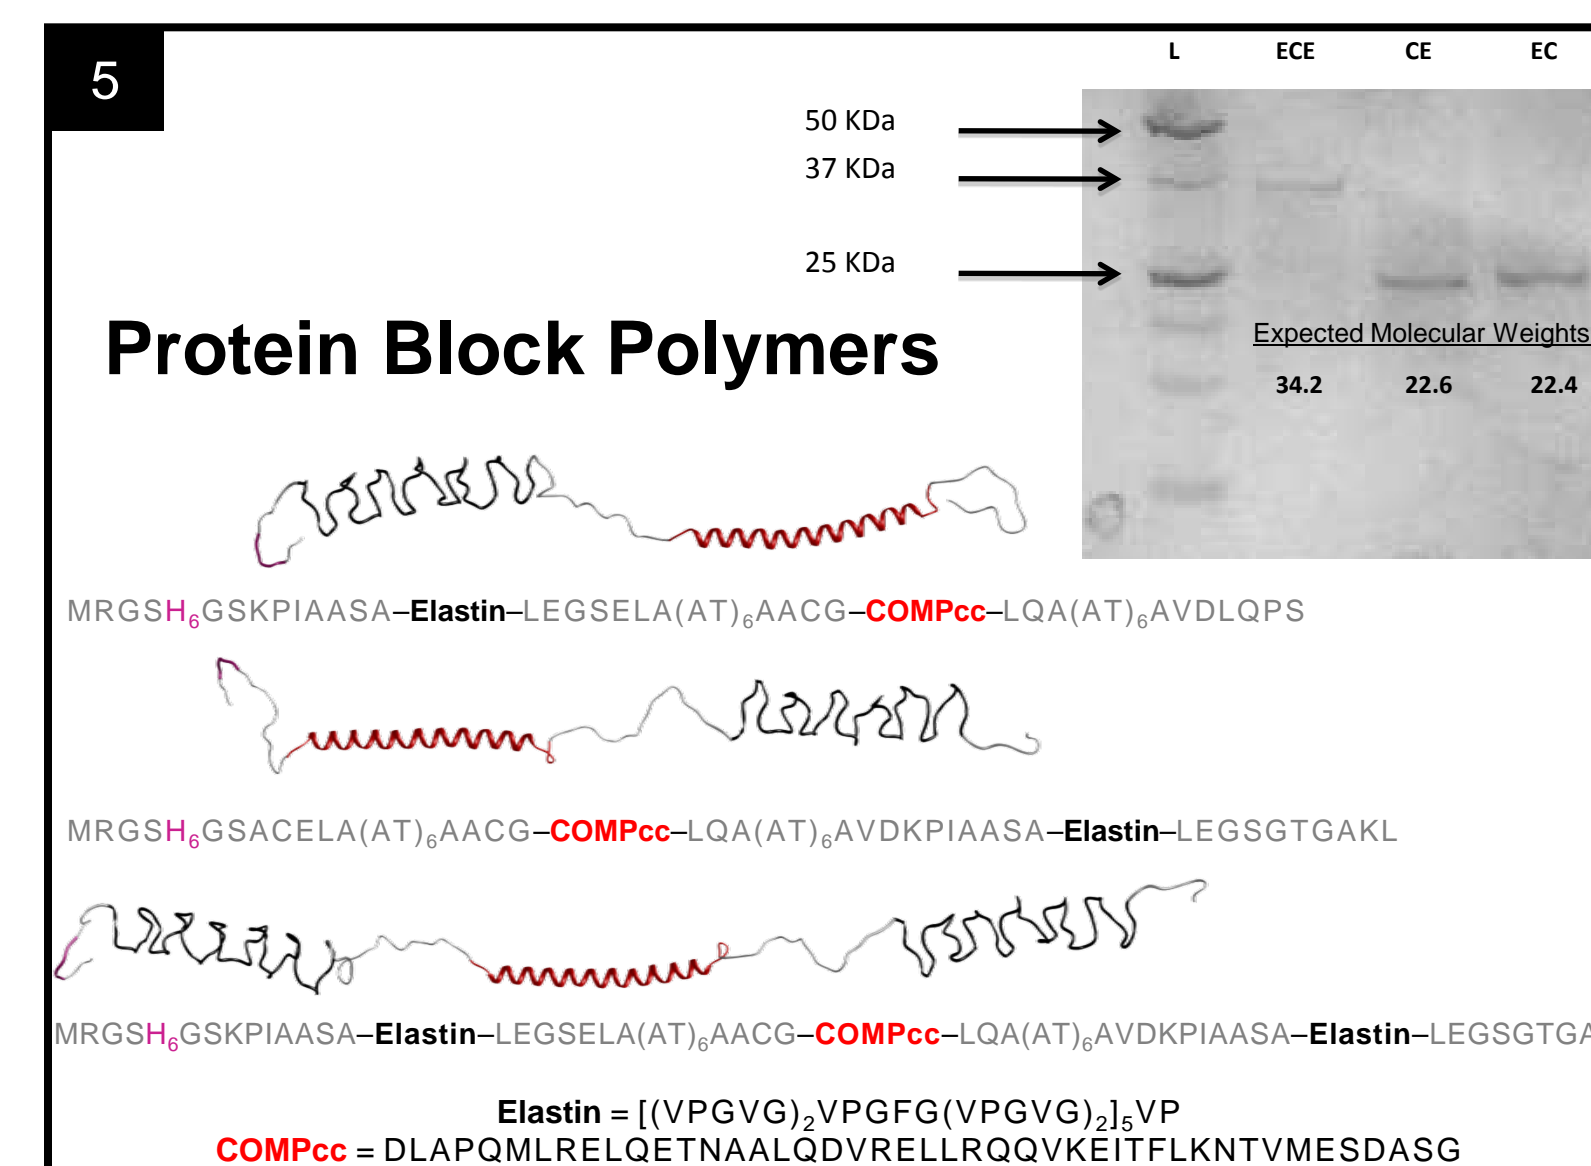 5
L ECE CE EC
50 KDa
37 KDa
25 KDa
Protein Block Polymers
Expected Molecular Weights
34.2 22.6 22.4
MRGSH₆GSKPIAASA–Elastin–LEGSELA(AT)₆AACG–COMPcc–LQA(AT)₆AVDLQPS
MRGSH₆GSACELA(AT)₆AACG–COMPcc–LQA(AT)₆AVDKPIAASA–Elastin–LEGSGTGAKL
MRGSH₆GSKPIAASA–Elastin–LEGSELA(AT)₆AACG–COMPcc–LQA(AT)₆AVDKPIAASA–Elastin–LEGSGTGA
Elastin = [(VPGVG)₂VPGFG(VPGVG)₂]₅VP
COMPcc = DLAPQMLRELQETNAALQDVRELLRQQVKEITFLKNTVMESDASG